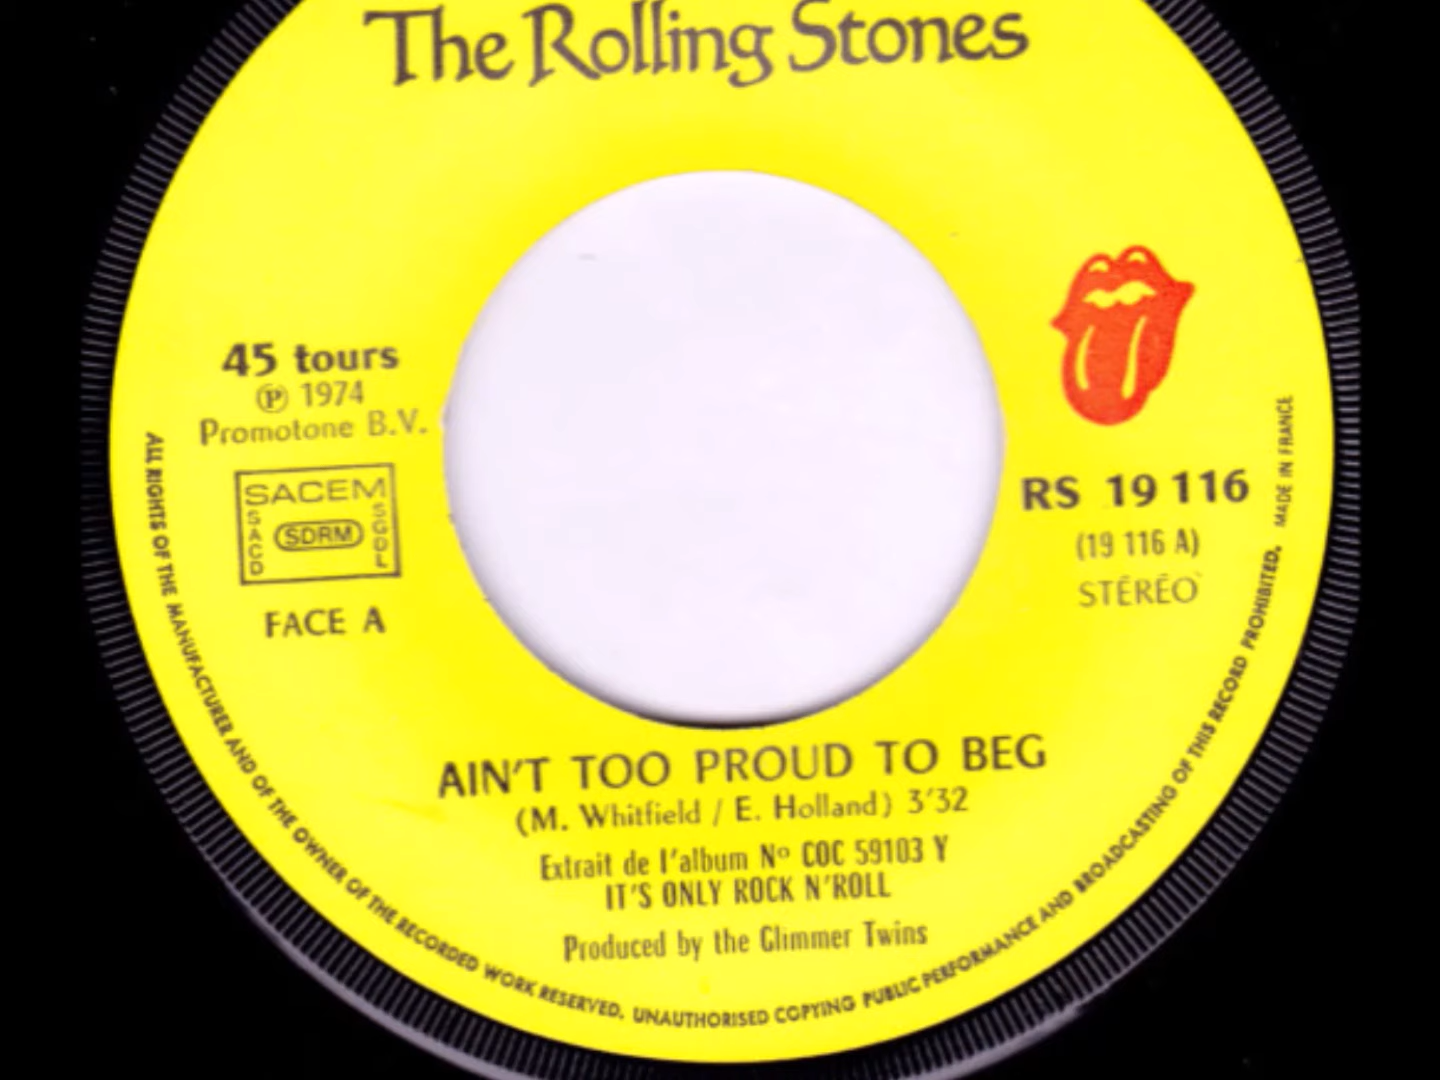 The Rolling Stones
45 tours
℗ 1974
Promotone B.V.
SACEM
SACD
SDRM
SGDL
FACE A
RS 19 116
(19 116 A)
STÉRÉO
AIN'T TOO PROUD TO BEG
(M. Whitfield / E. Holland) 3'32
Extrait de l'album Nº COC 59103 Y
IT'S ONLY ROCK N'ROLL
Produced by the Glimmer Twins
ALL RIGHTS OF THE MANUFACTURER AND OF THE OWNER OF THE RECORDED WORK RESERVED. UNAUTHORISED COPYING PUBLIC PERFORMANCE AND BROADCASTING OF THIS RECORD PROHIBITED. MADE IN FRANCE